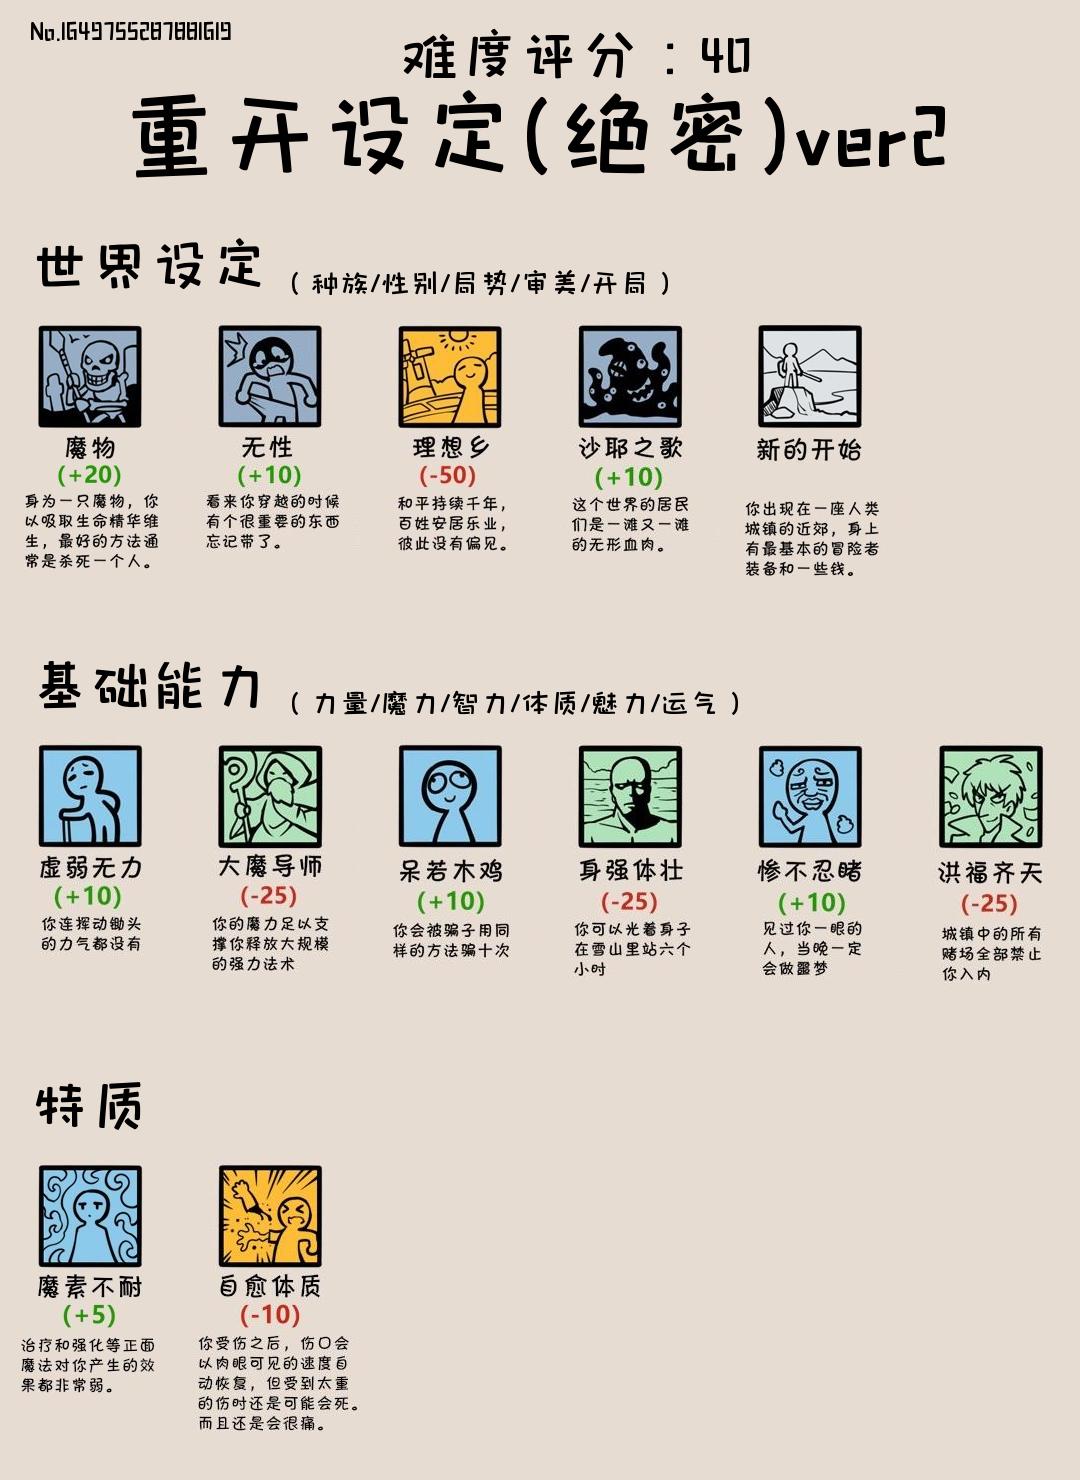 No.1649755287881619
难度评分：40
重开设定(绝密)ver2
世界设定（种族/性别/局势/审美/开局）
魔物
(+20)
身为一只魔物，你
以吸取生命精华维
生，最好的方法通
常是杀死一个人。
无性
(+10)
看来你穿越的时候
有个很重要的东西
忘记带了。
理想乡
(-50)
和平持续千年，
百姓安居乐业，
彼此没有偏见。
沙耶之歌
(+10)
这个世界的居民
们是一滩又一滩
的无形血肉。
新的开始
你出现在一座人类
城镇的近郊，身上
有最基本的冒险者
装备和一些钱。
基础能力（力量/魔力/智力/体质/魅力/运气）
虚弱无力
(+10)
你连挥动锄头
的力气都没有
大魔导师
(-25)
你的魔力足以支
撑你释放大规模
的强力法术
呆若木鸡
(+10)
你会被骗子用同
样的方法骗十次
身强体壮
(-25)
你可以光着身子
在雪山里站六个
小时
惨不忍睹
(+10)
见过你一眼的
人，当晚一定
会做噩梦
洪福齐天
(-25)
城镇中的所有
赌场全部禁止
你入内
特质
魔素不耐
(+5)
治疗和强化等正面
魔法对你产生的效
果都非常弱。
自愈体质
(-10)
你受伤之后，伤口会
以肉眼可见的速度自
动恢复，但受到太重
的伤时还是可能会死。
而且还是会很痛。